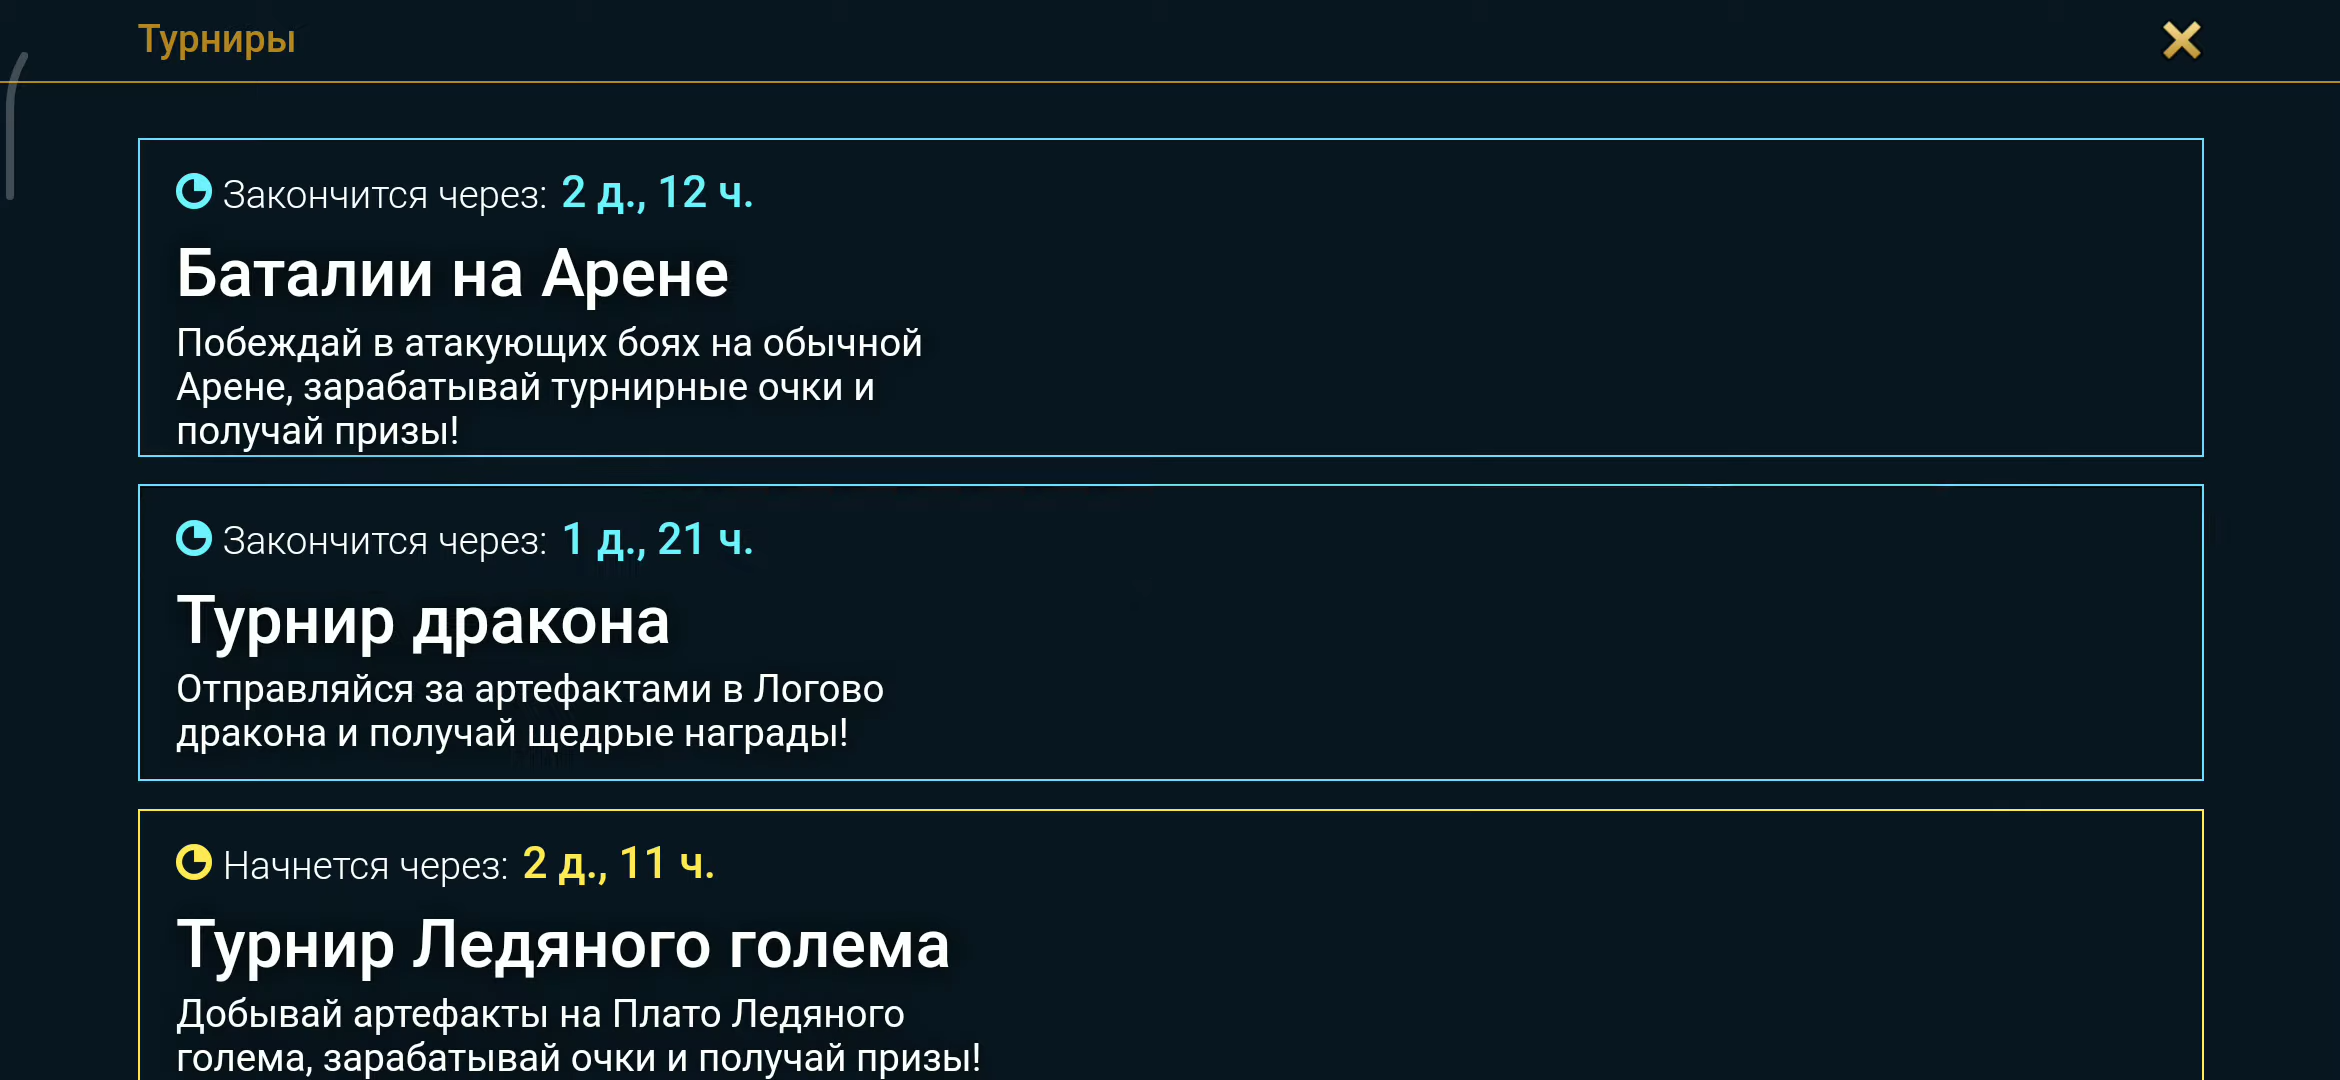 Турниры
Закончится через: 2 д., 12 ч.
Баталии на Арене
Побеждай в атакующих боях на обычной
Арене, зарабатывай турнирные очки и
получай призы!
Закончится через: 1 д., 21 ч.
Турнир дракона
Отправляйся за артефактами в Логово
дракона и получай щедрые награды!
Начнется через: 2 д., 11 ч.
Турнир Ледяного голема
Добывай артефакты на Плато Ледяного
голема, зарабатывай очки и получай призы!